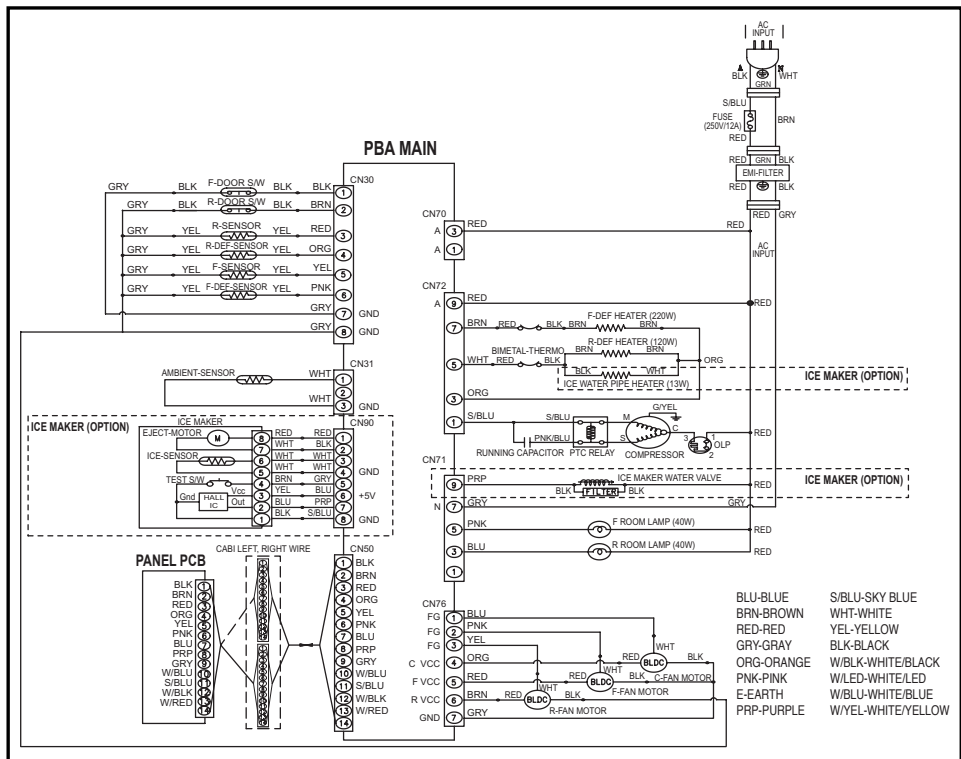 AC
INPUT
A N
BLK WHT
GRN
S/BLU
FUSE
(250V/12A)
BRN
RED
RED GRN BLK
EMI-FILTER
RED BLK
RED GRY
AC
INPUT
PBA MAIN
CN30
GRY BLK F-DOOR S/W BLK BLK 1
GRY BLK R-DOOR S/W BLK BRN 2
GRY YEL R-SENSOR YEL RED 3
GRY YEL R-DEF-SENSOR YEL ORG 4
GRY YEL F-SENSOR YEL YEL 5
GRY YEL F-DEF-SENSOR YEL PNK 6
GRY 7 GND
GRY 8 GND
CN31
AMBIENT-SENSOR WHT 1
2
WHT 3 GND
ICE MAKER (OPTION)
CN90
ICE MAKER
EJECT-MOTOR M 8 RED RED 1
7 WHT BLK 2
ICE-SENSOR 6 WHT WHT 3
5 WHT WHT 4 GND
TEST S/W 4 BRN GRY 5
Gnd HALL IC Vcc 3 YEL BLU 6 +5V
Out 2 BLU PRP 7
1 BLK S/BLU 8 GND
CABI LEFT, RIGHT WIRE
CN50
PANEL PCB
BLK 1
BRN 2
RED 3
ORG 4
YEL 5
PNK 6
BLU 7
PRP 8
GRY 9
W/BLU 10
S/BLU 11
W/BLK 12
W/RED 13
14
1 BLK
2 BRN
3 RED
4 ORG
5 YEL
6 PNK
7 BLU
8 PRP
9 GRY
10 W/BLU
11 S/BLU
12 W/BLK
13 W/RED
14
CN70
A 3 RED RED
A 1
CN72
A 9 RED RED
F-DEF HEATER (220W)
7 BRN RED BLK BRN BRN
R-DEF HEATER (120W)
BIMETAL-THERMO BRN BRN
5 WHT RED BLK ORG
BLK WHT
ICE WATER PIPE HEATER (13W)
ICE MAKER (OPTION)
3 ORG
1 S/BLU S/BLU M G/YEL C 3 1 OLP RED
PNK/BLU S 2
RUNNING CAPACITOR PTC RELAY COMPRESSOR
CN71
9 PRP ICE MAKER WATER VALVE RED
BLK FILTER BLK
ICE MAKER (OPTION)
N 7 GRY GRY
5 PNK F ROOM LAMP (40W) RED
3 BLU R ROOM LAMP (40W) RED
1
CN76
FG 1 BLU
FG 2 PNK
FG 3 YEL WHT
C VCC 4 ORG RED BLDC BLK
WHT C-FAN MOTOR
F VCC 5 RED RED BLDC BLK
WHT F-FAN MOTOR
R VCC 6 BRN RED BLDC BLK
GND 7 GRY R-FAN MOTOR
BLU-BLUE S/BLU-SKY BLUE
BRN-BROWN WHT-WHITE
RED-RED YEL-YELLOW
GRY-GRAY BLK-BLACK
ORG-ORANGE W/BLK-WHITE/BLACK
PNK-PINK W/LED-WHITE/LED
E-EARTH W/BLU-WHITE/BLUE
PRP-PURPLE W/YEL-WHITE/YELLOW